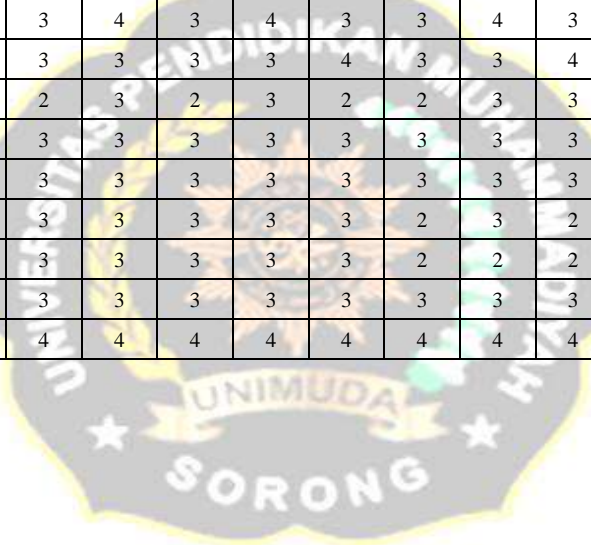 3 4 3 4 3 3 4 3
3 3 3 3 4 3 3 4
2 3 2 3 2 2 3 3
3 3 3 3 3 3 3 3
3 3 3 3 3 3 3 3
3 3 3 3 3 2 3 2
3 3 3 3 3 2 2 2
3 3 3 3 3 3 3 3
4 4 4 4 4 4 4 4
UNIVERSITAS PENDIDIKAN MUHAMMADIYAH
UNIMUDA
SORONG